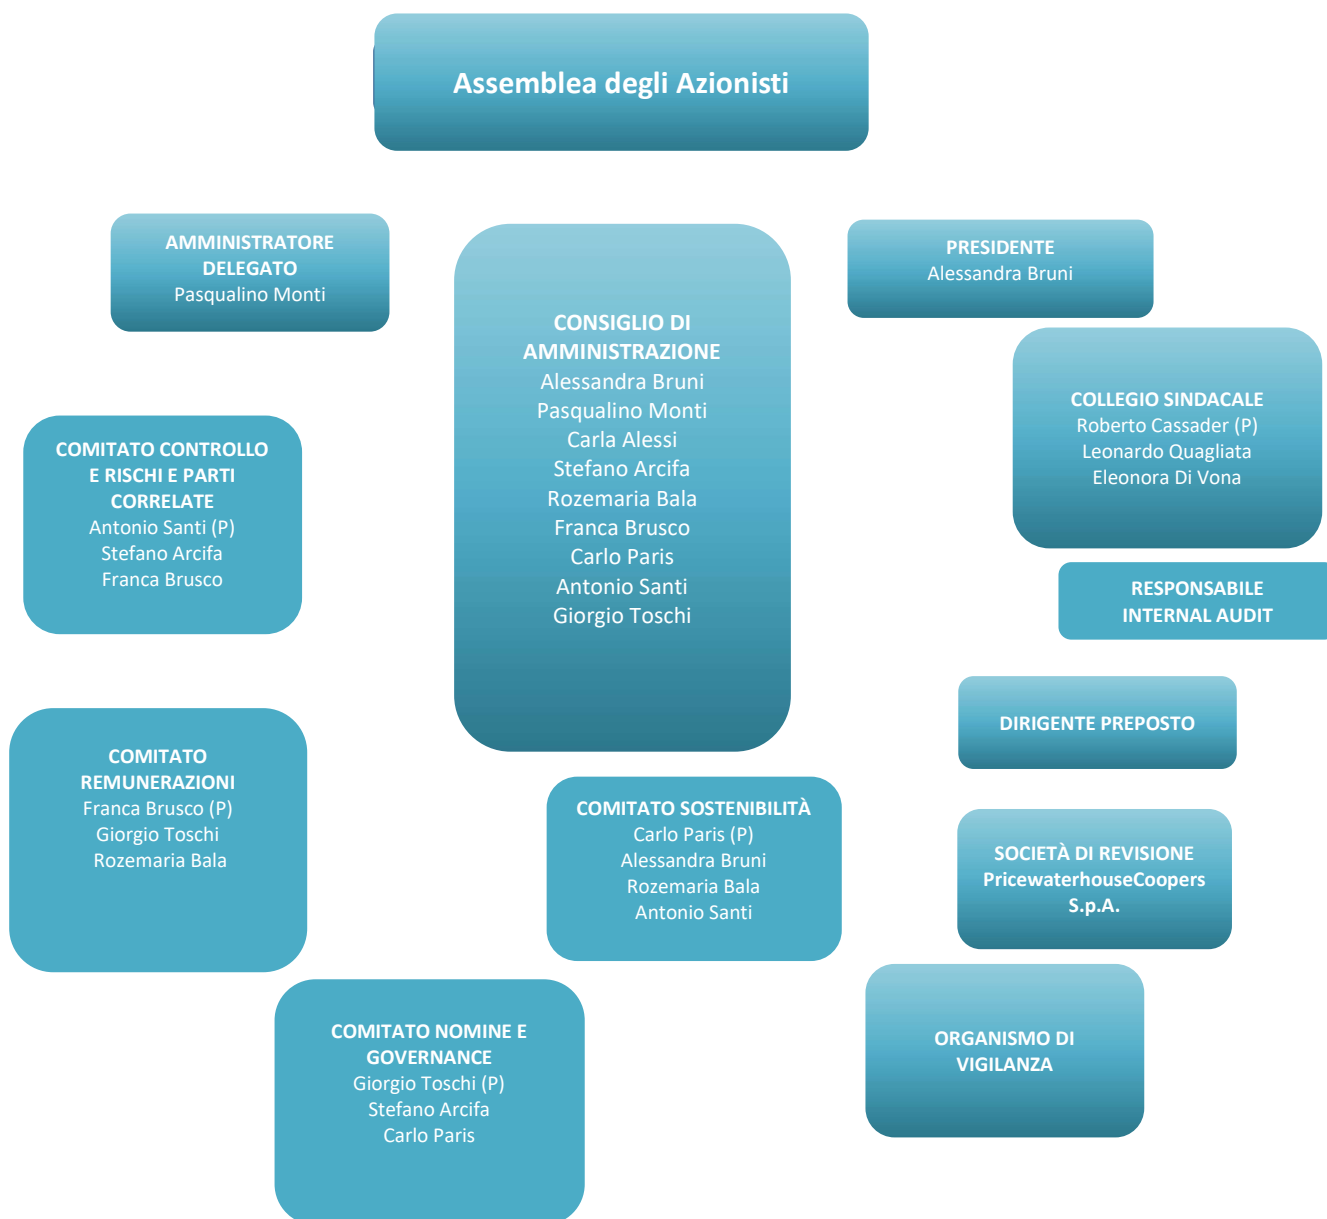 Assemblea degli Azionisti
AMMINISTRATORE
DELEGATO
Pasqualino Monti
PRESIDENTE
Alessandra Bruni
CONSIGLIO DI
AMMINISTRAZIONE
Alessandra Bruni
Pasqualino Monti
Carla Alessi
Stefano Arcifa
Rozemaria Bala
Franca Brusco
Carlo Paris
Antonio Santi
Giorgio Toschi
COLLEGIO SINDACALE
Roberto Cassader (P)
Leonardo Quagliata
Eleonora Di Vona
COMITATO CONTROLLO
E RISCHI E PARTI
CORRELATE
Antonio Santi (P)
Stefano Arcifa
Franca Brusco
RESPONSABILE
INTERNAL AUDIT
DIRIGENTE PREPOSTO
COMITATO
REMUNERAZIONI
Franca Brusco (P)
Giorgio Toschi
Rozemaria Bala
COMITATO SOSTENIBILITÀ
Carlo Paris (P)
Alessandra Bruni
Rozemaria Bala
Antonio Santi
SOCIETÀ DI REVISIONE
PricewaterhouseCoopers
S.p.A.
COMITATO NOMINE E
GOVERNANCE
Giorgio Toschi (P)
Stefano Arcifa
Carlo Paris
ORGANISMO DI
VIGILANZA